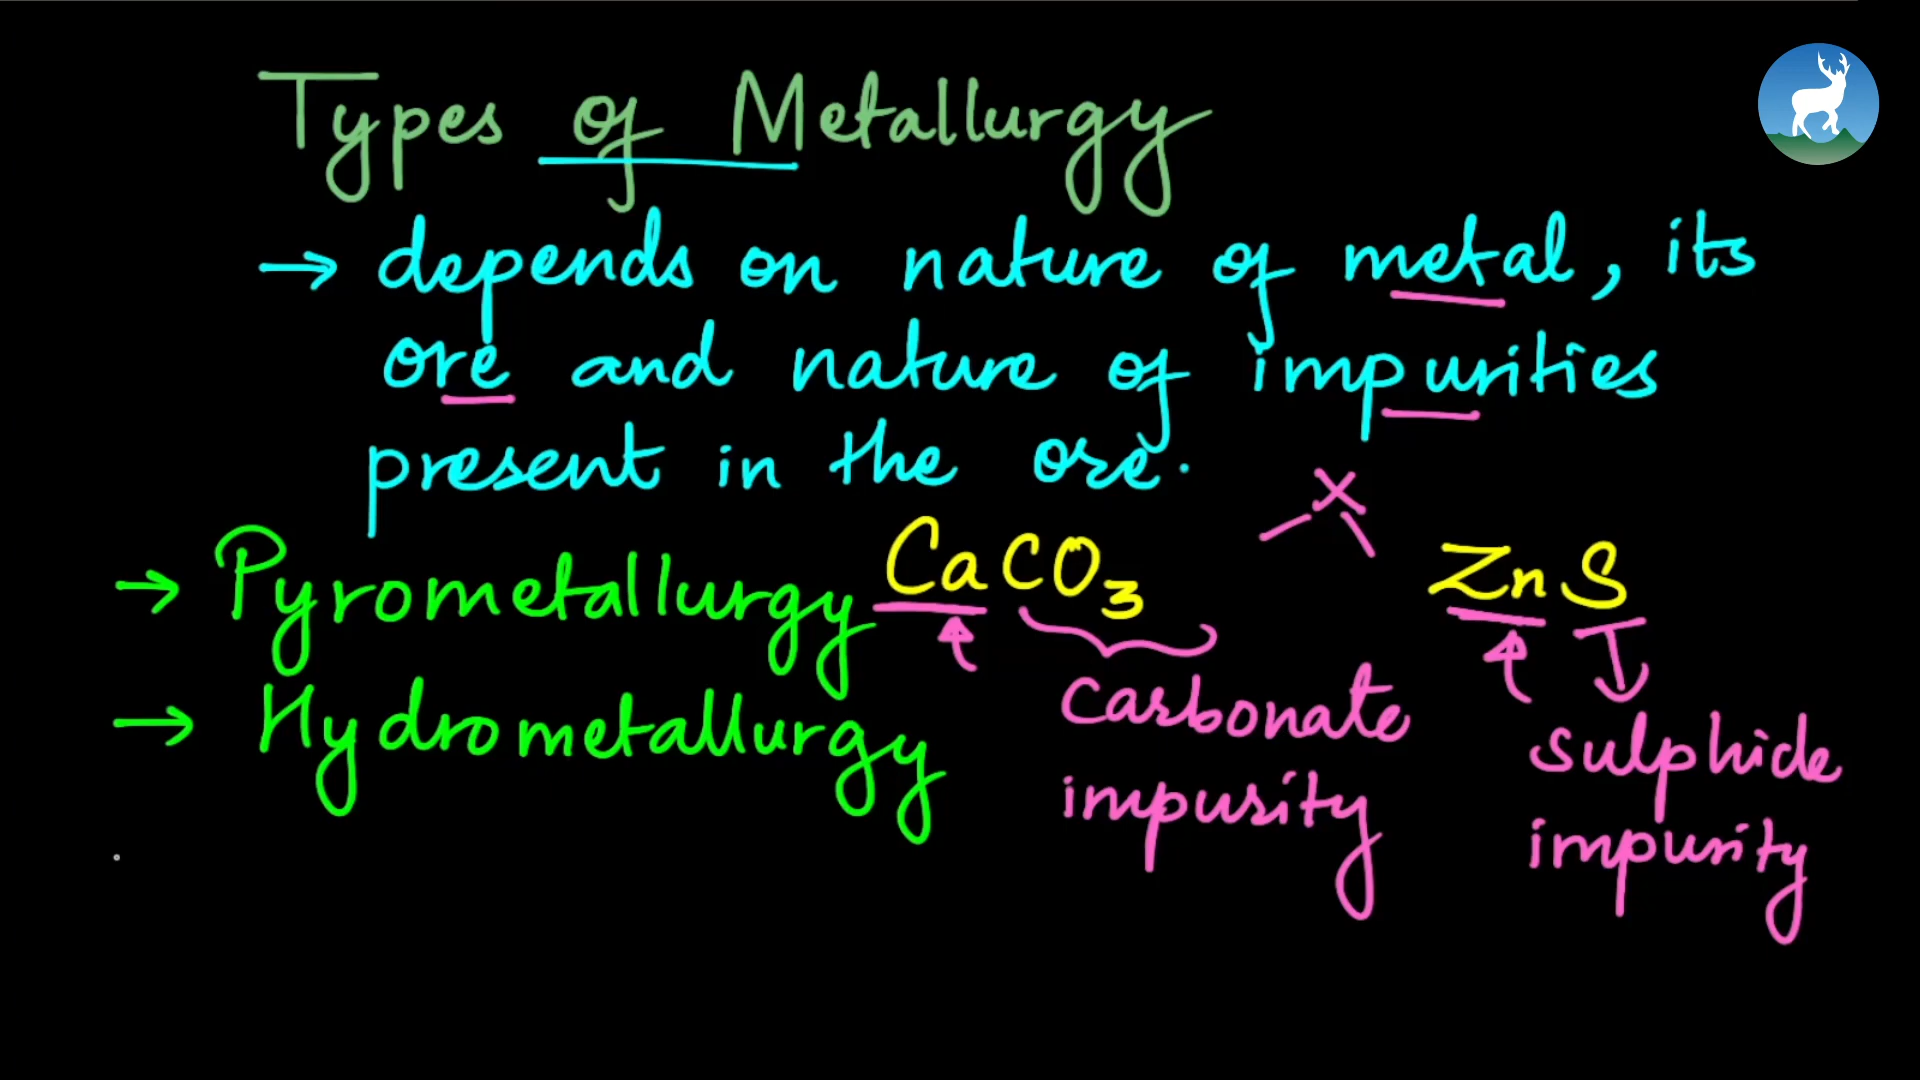 Types of Metallurgy
→ depends on nature of metal, its
ore and nature of impurities
present in the ore.
→ Pyrometallurgy
CaCO₃
ZnS
→ Hydrometallurgy
Carbonate
impurity
sulphide
impurity